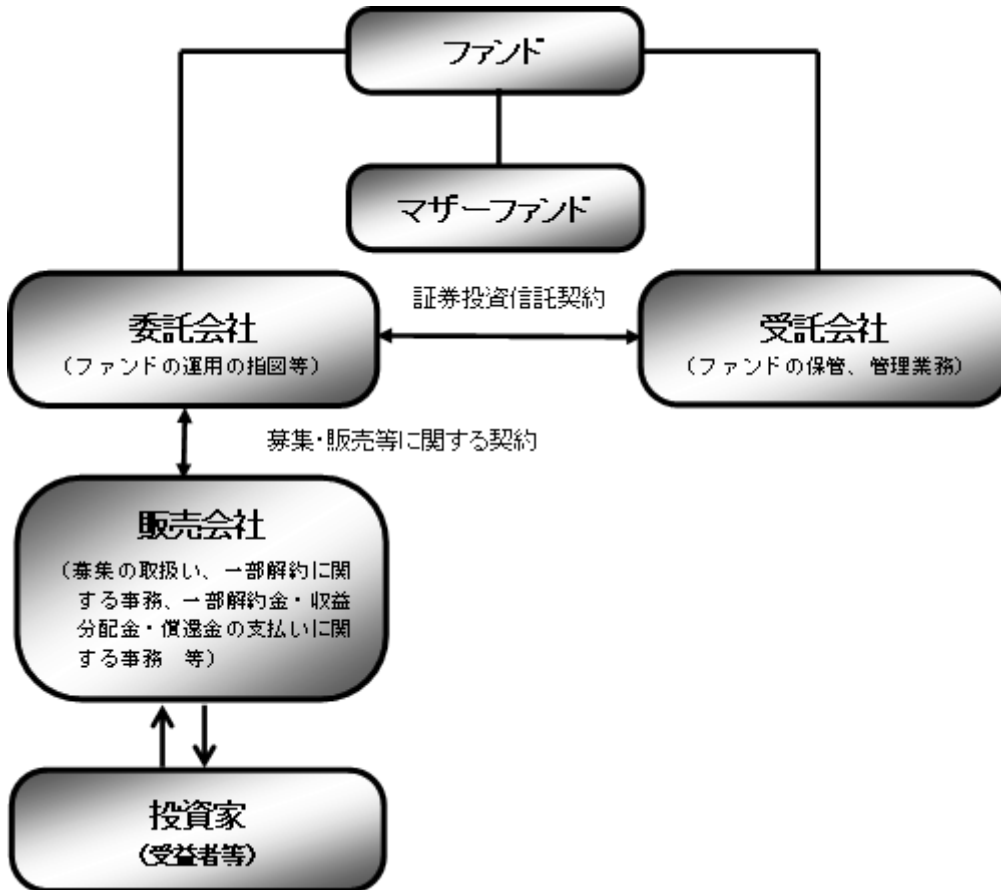 ファンド
マザーファンド
証券投資信託契約
委託会社
（ファンドの運用の指図等）
受託会社
（ファンドの保管、管理業務）
募集・販売等に関する契約
販売会社
（募集の取扱い、一部解約に関
する事務、一部解約金・収益
分配金・償還金の支払いに関
する事務　等）
投資家
（受益者等）